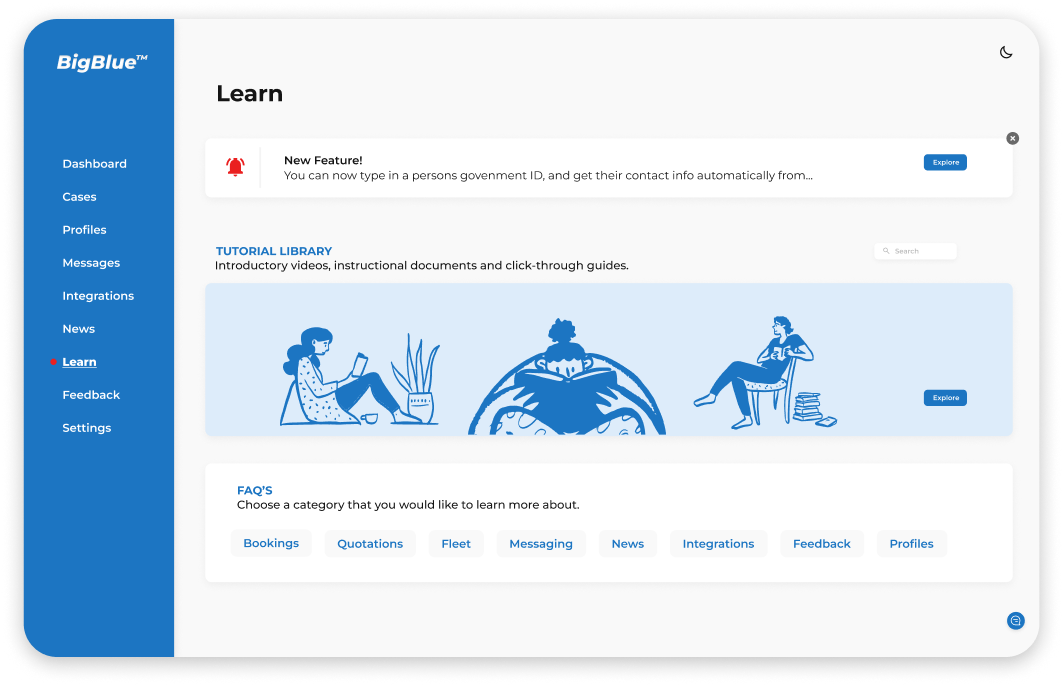 BigBlue™
Dashboard
Cases
Profiles
Messages
Integrations
News
Learn
Feedback
Settings
Learn
New Feature!
You can now type in a persons govenment ID, and get their contact info automatically from...
Explore
TUTORIAL LIBRARY
Introductory videos, instructional documents and click-through guides.
Search
Explore
FAQ'S
Choose a category that you would like to learn more about.
Bookings Quotations Fleet Messaging News Integrations Feedback Profiles